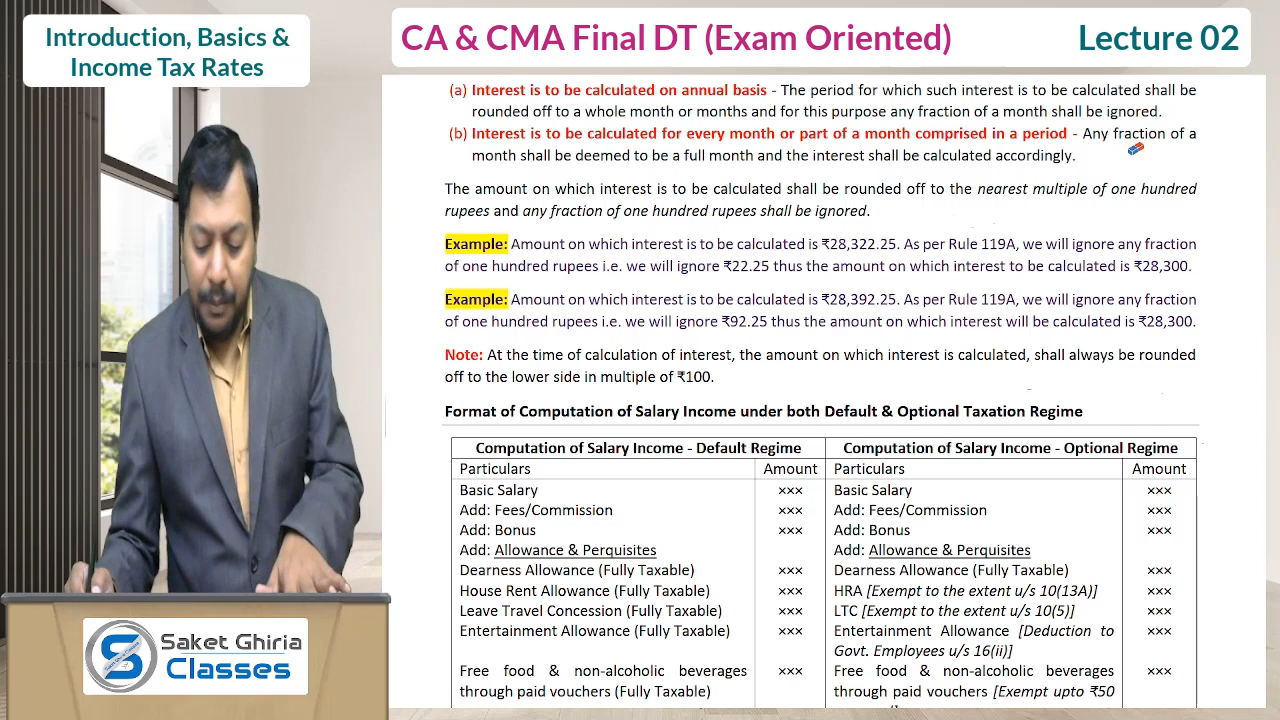 Introduction, Basics &
Income Tax Rates
CA & CMA Final DT (Exam Oriented)
Lecture 02
(a) Interest is to be calculated on annual basis - The period for which such interest is to be calculated shall be
rounded off to a whole month or months and for this purpose any fraction of a month shall be ignored.
(b) Interest is to be calculated for every month or part of a month comprised in a period - Any fraction of a
month shall be deemed to be a full month and the interest shall be calculated accordingly.
The amount on which interest is to be calculated shall be rounded off to the nearest multiple of one hundred
rupees and any fraction of one hundred rupees shall be ignored.
Example: Amount on which interest is to be calculated is ₹28,322.25. As per Rule 119A, we will ignore any fraction
of one hundred rupees i.e. we will ignore ₹22.25 thus the amount on which interest to be calculated is ₹28,300.
Example: Amount on which interest is to be calculated is ₹28,392.25. As per Rule 119A, we will ignore any fraction
of one hundred rupees i.e. we will ignore ₹92.25 thus the amount on which interest will be calculated is ₹28,300.
Note: At the time of calculation of interest, the amount on which interest is calculated, shall always be rounded
off to the lower side in multiple of ₹100.
Format of Computation of Salary Income under both Default & Optional Taxation Regime
Computation of Salary Income - Default Regime Computation of Salary Income - Optional Regime
Particulars Amount Particulars Amount
Basic Salary ××× Basic Salary ×××
Add: Fees/Commission ××× Add: Fees/Commission ×××
Add: Bonus ××× Add: Bonus ×××
Add: Allowance & Perquisites Add: Allowance & Perquisites
Dearness Allowance (Fully Taxable) ××× Dearness Allowance (Fully Taxable) ×××
House Rent Allowance (Fully Taxable) ××× HRA [Exempt to the extent u/s 10(13A)] ×××
Leave Travel Concession (Fully Taxable) ××× LTC [Exempt to the extent u/s 10(5)] ×××
Entertainment Allowance (Fully Taxable) ××× Entertainment Allowance [Deduction to ×××
Govt. Employees u/s 16(ii)]
Free food & non-alcoholic beverages ××× Free food & non-alcoholic beverages ×××
through paid vouchers (Fully Taxable) through paid vouchers [Exempt upto ₹50
Saket Ghiria
Classes